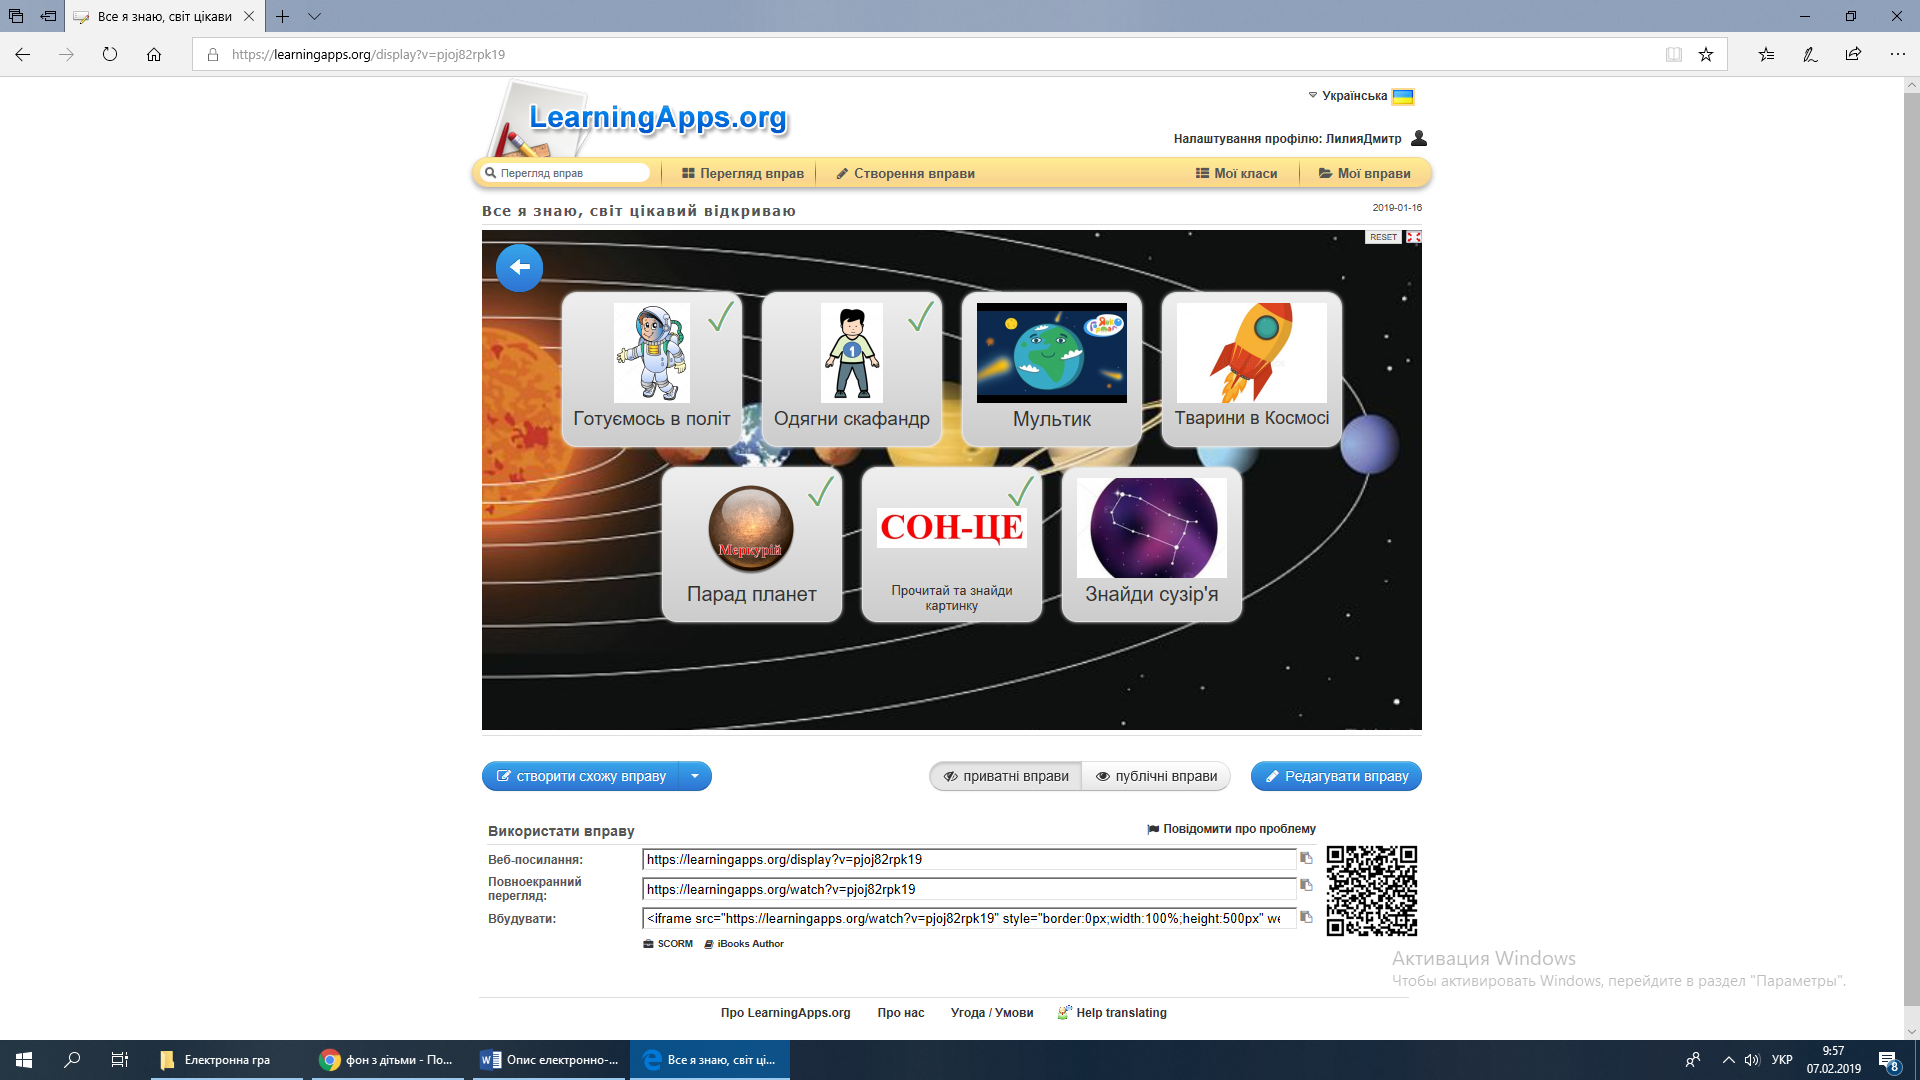 Все я знаю, світ цікави
https://learningapps.org/display?v=pjoj82rpk19
LearningApps.org
Українська
Налаштування профілю: ЛилияДмитр
Перегляд вправ
Перегляд вправ
Створення вправи
Мої класи
Мої вправи
Все я знаю, світ цікавий відкриваю
2019-01-16
RESET
Готуємось в політ
1
Одягни скафандр
Мультик
Тварини в Космосі
Меркурій
Парад планет
СОН-ЦЕ
Прочитай та знайди
картинку
Знайди сузір'я
створити схожу вправу
приватні вправи
публічні вправи
Редагувати вправу
Використати вправу
Повідомити про проблему
Веб-посилання:
https://learningapps.org/display?v=pjoj82rpk19
Повноекранний
перегляд:
https://learningapps.org/watch?v=pjoj82rpk19
Вбудувати:
<iframe src="https://learningapps.org/watch?v=pjoj82rpk19" style="border:0px;width:100%;height:500px" we
SCORM
iBooks Author
Активация Windows
Чтобы активировать Windows, перейдите в раздел "Параметры".
Про LearningApps.org
Про нас
Угода / Умови
Help translating
Електронна гра
фон з дітьми - По...
Опис електронно-...
Все я знаю, світ ці...
УКР
9:57
07.02.2019
8